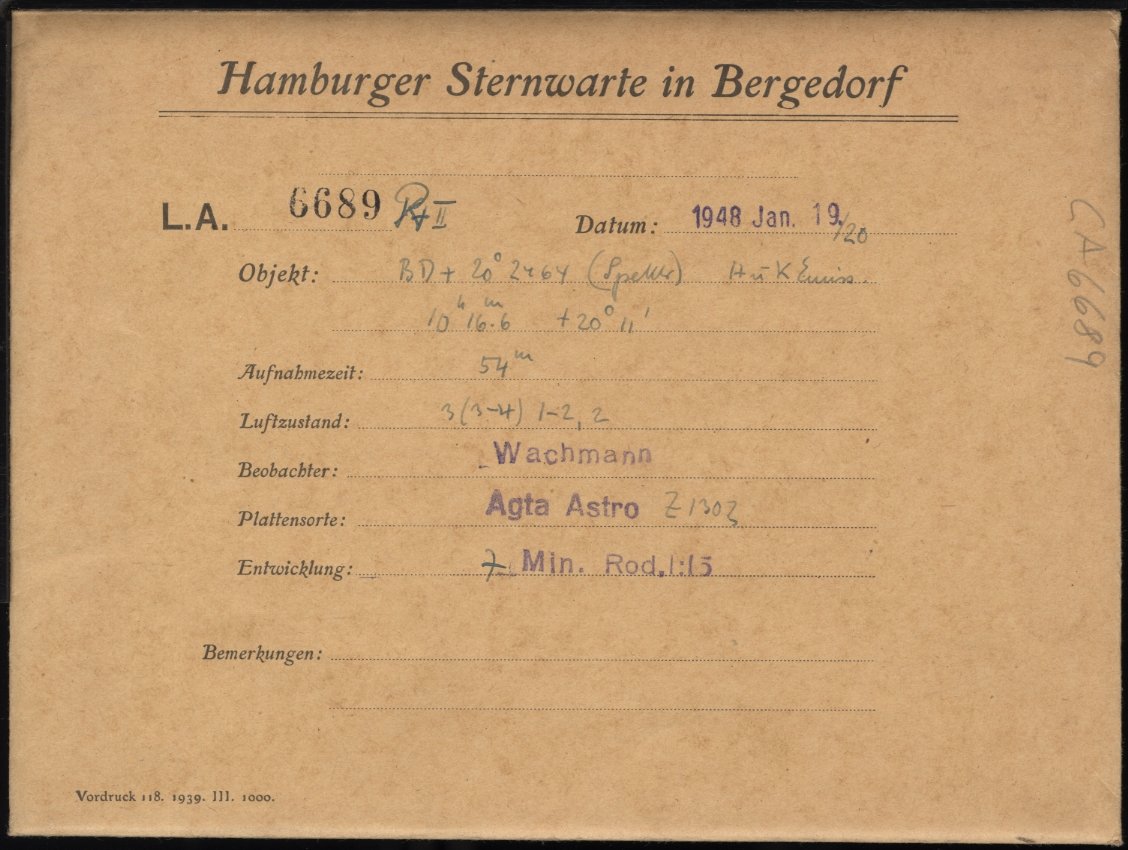 Hamburger Sternwarte in Bergedorf
L.A. 6689 II
Datum: 1948 Jan. 19/20
Objekt: BD + 20° 2464 (Spektr) H u K Emiss.
10ʰ 16ᵐ.6 +20° 11'
Aufnahmezeit: 54ᵐ
Luftzustand: 3 (3-4) 1-2, 2
Beobachter: Wachmann
Plattensorte: Agfa Astro Z 1303
Entwicklung: 7 Min. Rod. 1:15
Bemerkungen:
Vordruck 118. 1939. III. 1000.
LA 6689